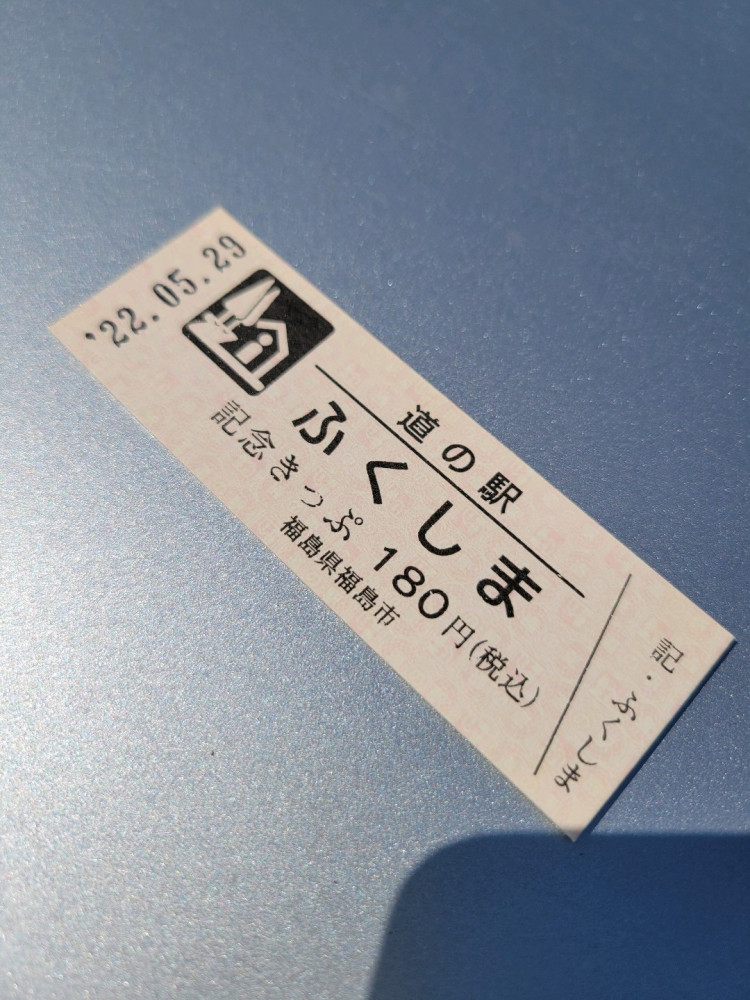 '22.05.29
道の駅
ふくしま
記念きっぷ 180円(税込)
福島県福島市
記・ふくしま